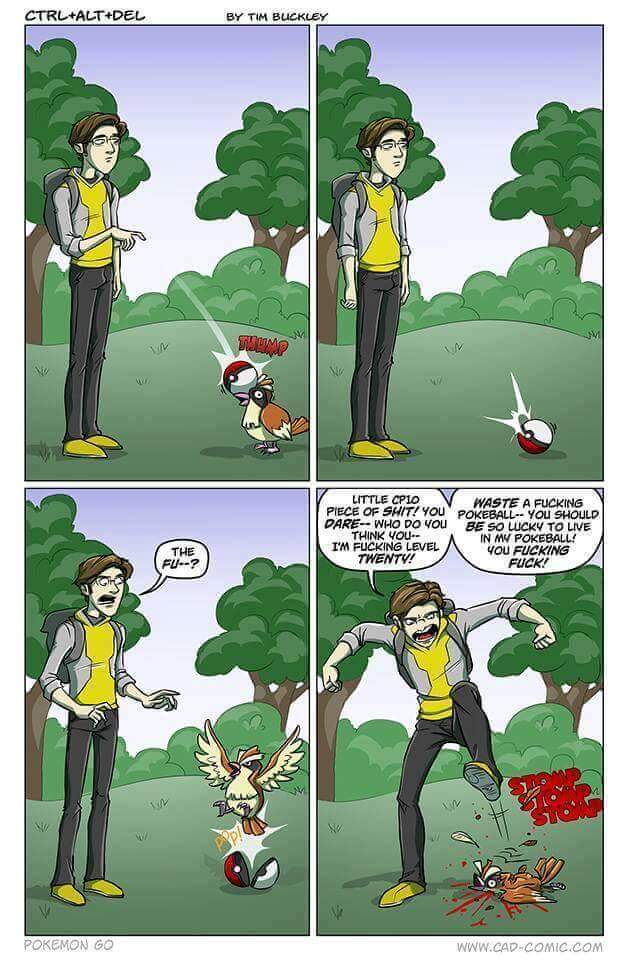 CTRL+ALT+DEL
BY TIM BUCKLEY
THUMP
THE
FU--?
POP!
LITTLE CP10
PIECE OF SHIT! YOU
DARE-- WHO DO YOU
THINK YOU--
I'M FUCKING LEVEL
TWENTY!
WASTE A FUCKING
POKEBALL-- YOU SHOULD
BE SO LUCKY TO LIVE
IN MY POKEBALL!
YOU FUCKING
FUCK!
STOMP
STOMP
STOMP
POKEMON GO
WWW.CAD-COMIC.COM